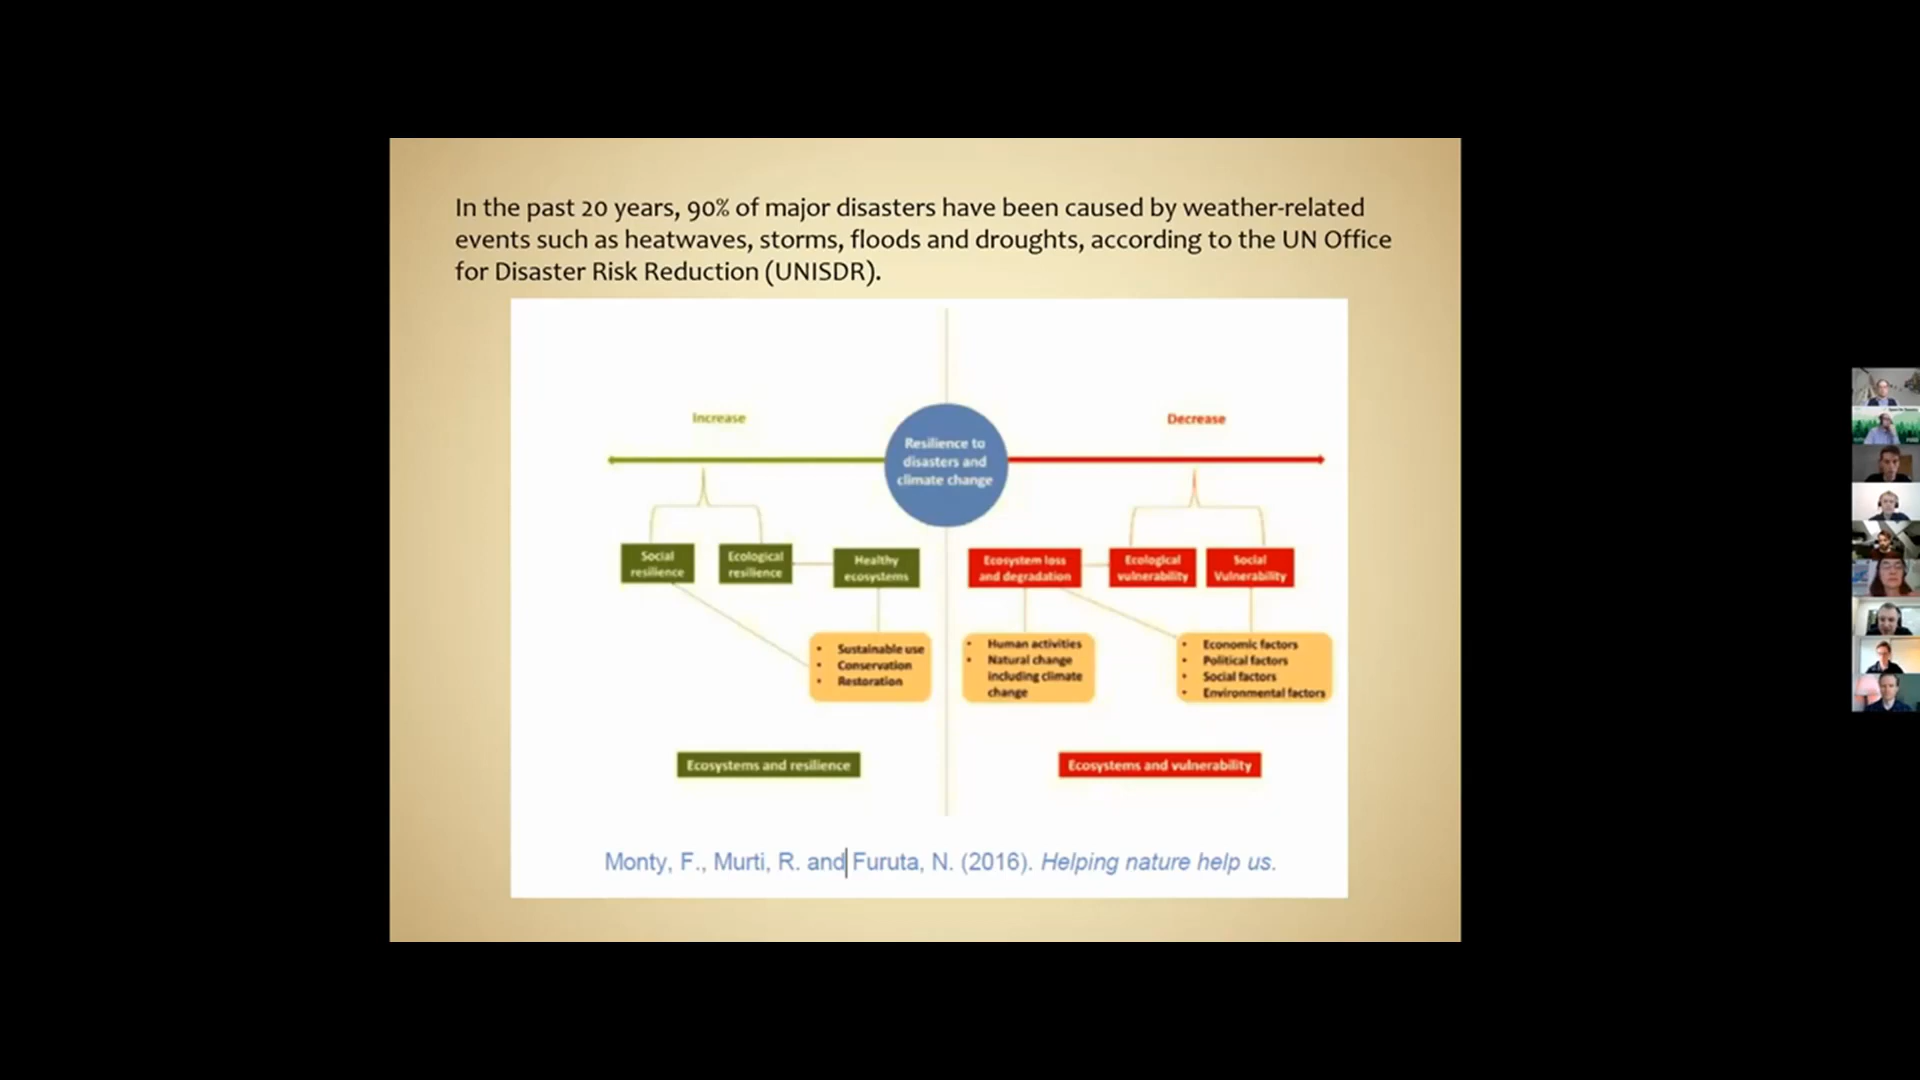 In the past 20 years, 90% of major disasters have been caused by weather-related
events such as heatwaves, storms, floods and droughts, according to the UN Office
for Disaster Risk Reduction (UNISDR).
Increase
Decrease
Resilience to
disasters and
climate change
Social
resilience
Ecological
resilience
Healthy
ecosystems
Ecosystem loss
and degradation
Ecological
vulnerability
Social
Vulnerability
• Sustainable use
• Conservation
• Restoration
• Human activities
• Natural change
including climate
change
• Economic factors
• Political factors
• Social factors
• Environmental factors
Ecosystems and resilience
Ecosystems and vulnerability
Monty, F., Murti, R. and Furuta, N. (2016). Helping nature help us.